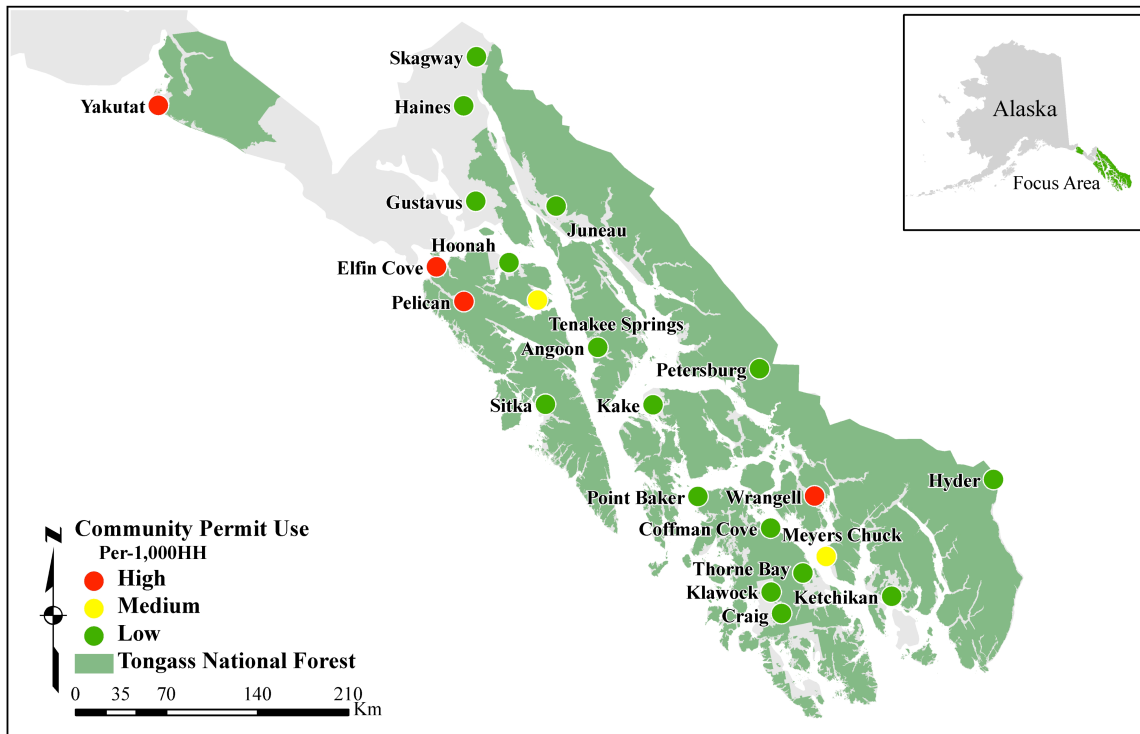 Skagway
Yakutat
Haines
Alaska
Focus Area
Gustavus
Juneau
Hoonah
Elfin Cove
Pelican
Tenakee Springs
Angoon
Petersburg
Sitka
Kake
Hyder
Point Baker
Wrangell
Coffman Cove
Meyers Chuck
Thorne Bay
Klawock
Ketchikan
Craig
N
Community Permit Use
Per-1,000HH
High
Medium
Low
Tongass National Forest
0 35 70 140 210
Km